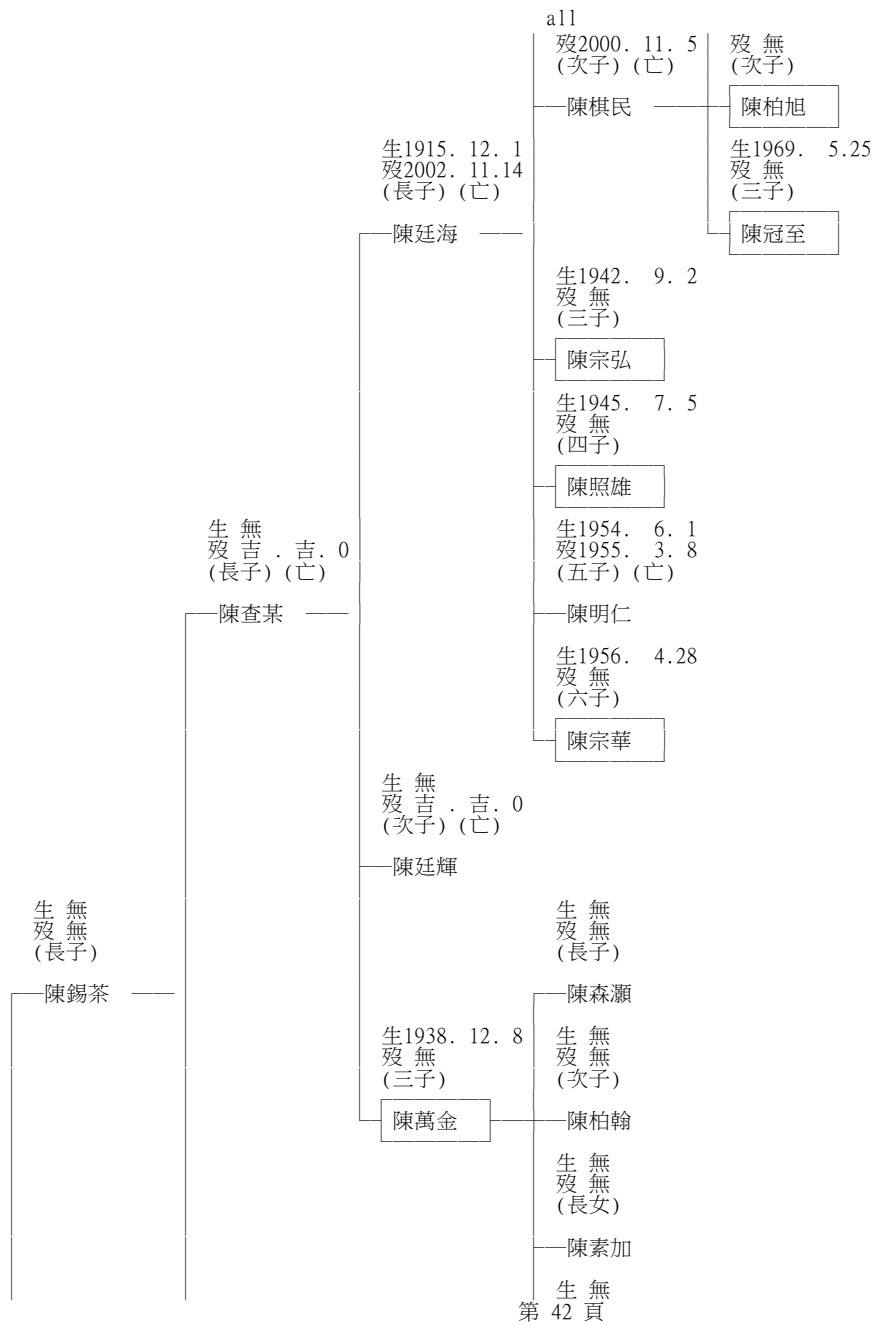 all
歿2000. 11. 5 歿 無
(次子) (亡) (次子)
陳棋民 陳柏旭
生1915. 12. 1 生1969. 5.25
歿2002. 11.14 歿 無
(長子) (亡) (三子)
陳廷海 陳冠至
生1942. 9. 2
歿 無
(三子)
陳宗弘
生1945. 7. 5
歿 無
(四子)
陳照雄
生 無 生1954. 6. 1
歿 吉 . 吉. 0 歿1955. 3. 8
(長子) (亡) (五子) (亡)
陳查某 陳明仁
生1956. 4.28
歿 無
(六子)
陳宗華
生 無
歿 吉 . 吉. 0
(次子) (亡)
陳廷輝
生 無 生 無
歿 無 歿 無
(長子) (長子)
陳錫茶 陳森灝
生1938. 12. 8 生 無
歿 無 歿 無
(三子) (次子)
陳萬金 陳柏翰
生 無
歿 無
(長女)
陳素加
生 無
第 42 頁